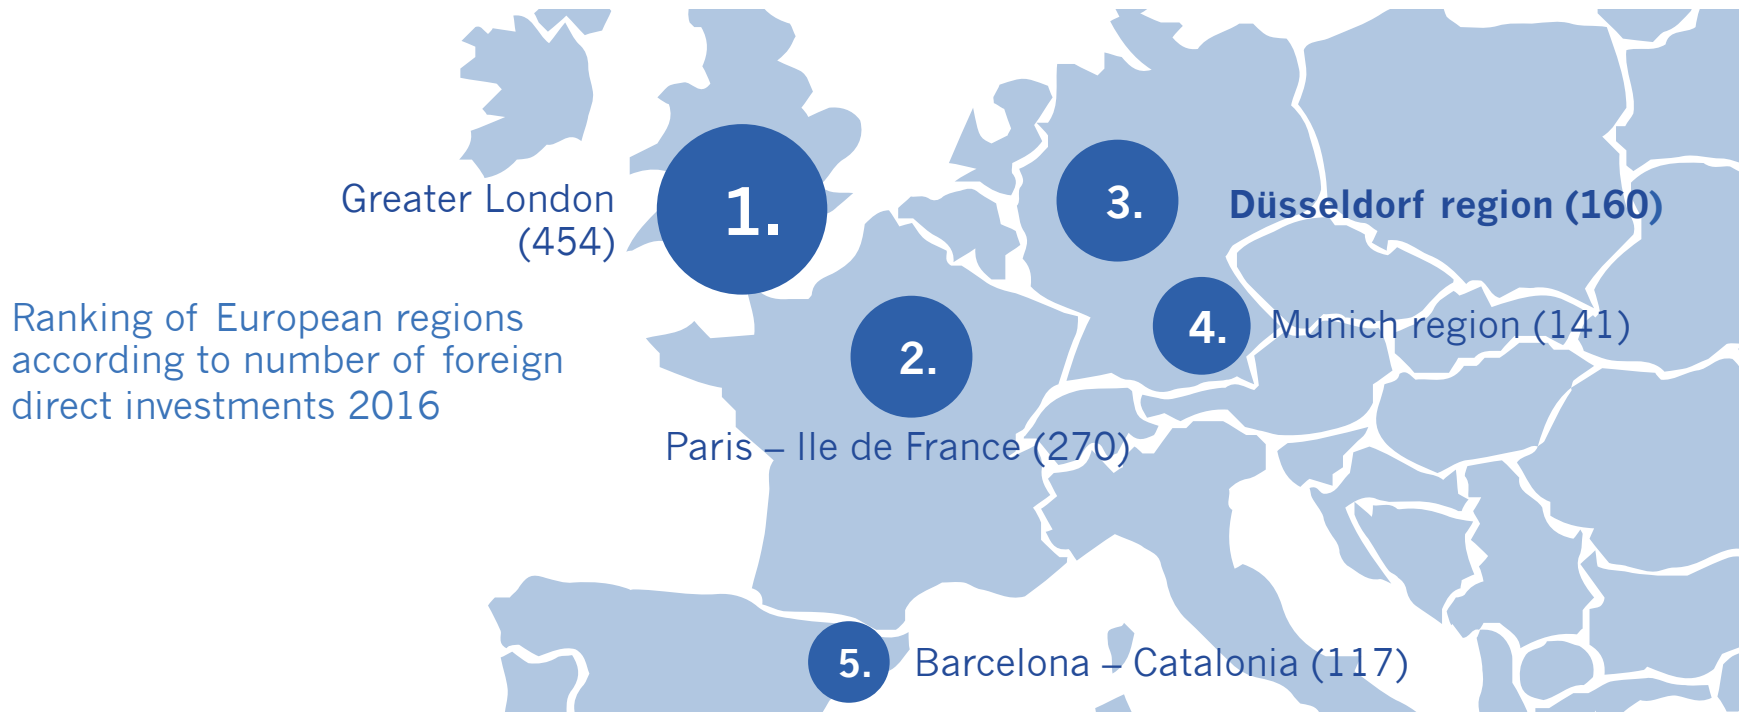 1.
Greater London
(454)
3.
Düsseldorf region (160)
Ranking of European regions
according to number of foreign
direct investments 2016
2.
Paris – Ile de France (270)
4.
Munich region (141)
5.
Barcelona – Catalonia (117)